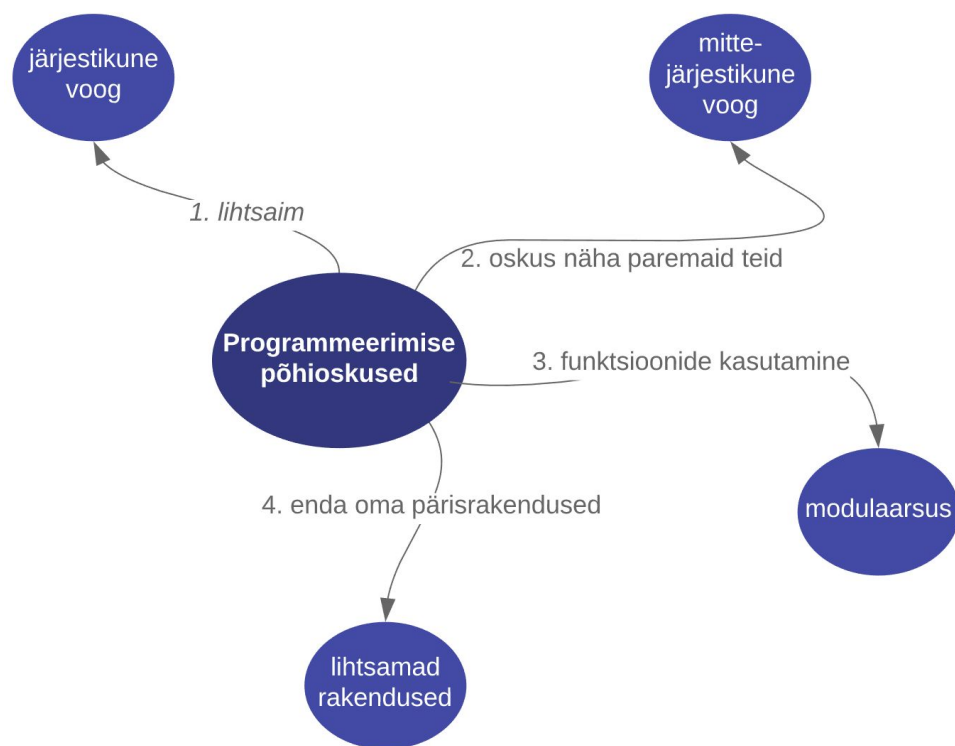 järjestikune
voog
mitte-
järjestikune
voog
1. lihtsaim
2. oskus näha paremaid teid
Programmeerimise
põhioskused
3. funktsioonide kasutamine
4. enda oma pärisrakendused
modulaarsus
lihtsamad
rakendused